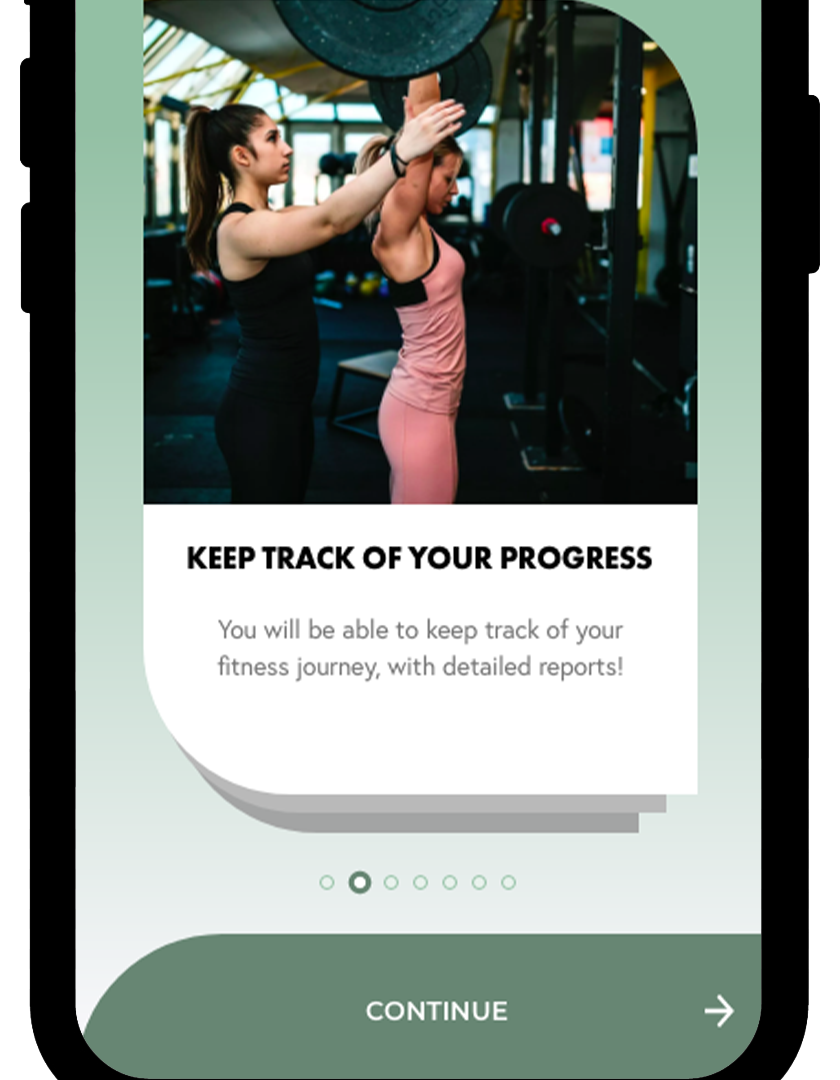 KEEP TRACK OF YOUR PROGRESS
You will be able to keep track of your
fitness journey, with detailed reports!
CONTINUE